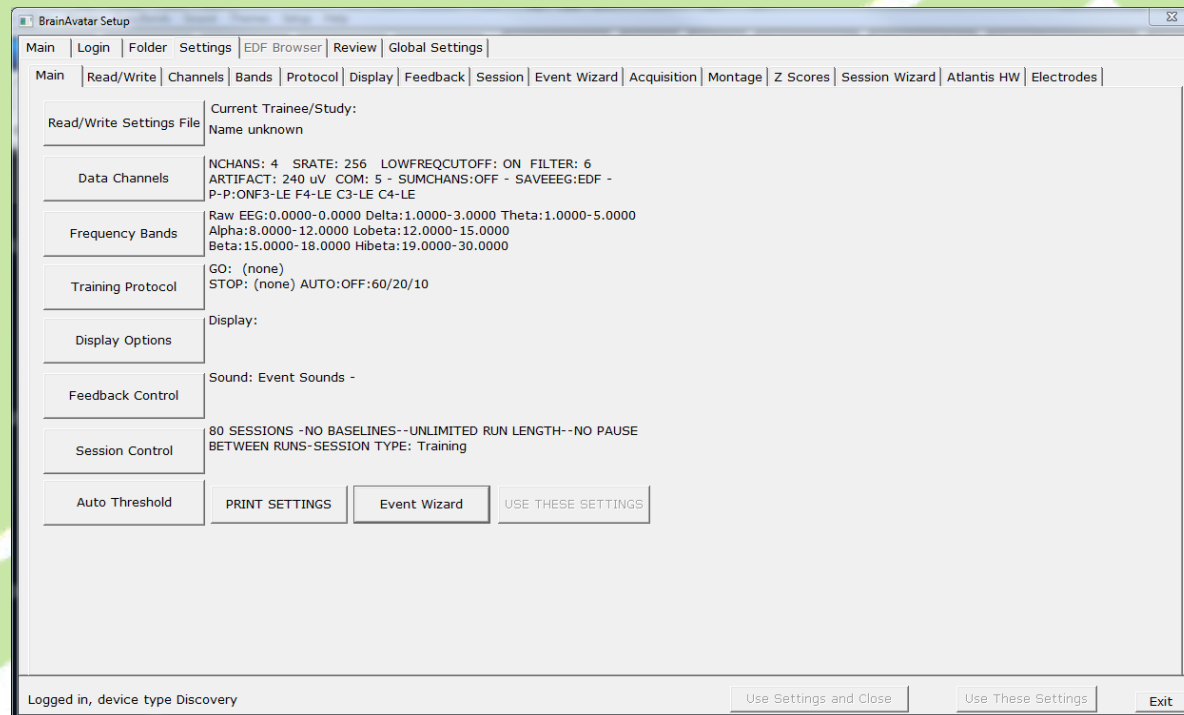 BrainAvatar Setup
Main Login Folder Settings EDF Browser Review Global Settings
Main Read/Write Channels Bands Protocol Display Feedback Session Event Wizard Acquisition Montage Z Scores Session Wizard Atlantis HW Electrodes
Read/Write Settings File
Current Trainee/Study:
Name unknown
Data Channels
NCHANS: 4 SRATE: 256 LOWFREQCUTOFF: ON FILTER: 6
ARTIFACT: 240 uV COM: 5 - SUMCHANS:OFF - SAVEEEG:EDF -
P-P:ONF3-LE F4-LE C3-LE C4-LE
Frequency Bands
Raw EEG:0.0000-0.0000 Delta:1.0000-3.0000 Theta:1.0000-5.0000
Alpha:8.0000-12.0000 Lobeta:12.0000-15.0000
Beta:15.0000-18.0000 Hibeta:19.0000-30.0000
Training Protocol
GO: (none)
STOP: (none) AUTO:OFF:60/20/10
Display Options
Display:
Feedback Control
Sound: Event Sounds -
Session Control
80 SESSIONS -NO BASELINES--UNLIMITED RUN LENGTH--NO PAUSE
BETWEEN RUNS-SESSION TYPE: Training
Auto Threshold PRINT SETTINGS Event Wizard USE THESE SETTINGS
Logged in, device type Discovery Use Settings and Close Use These Settings Exit